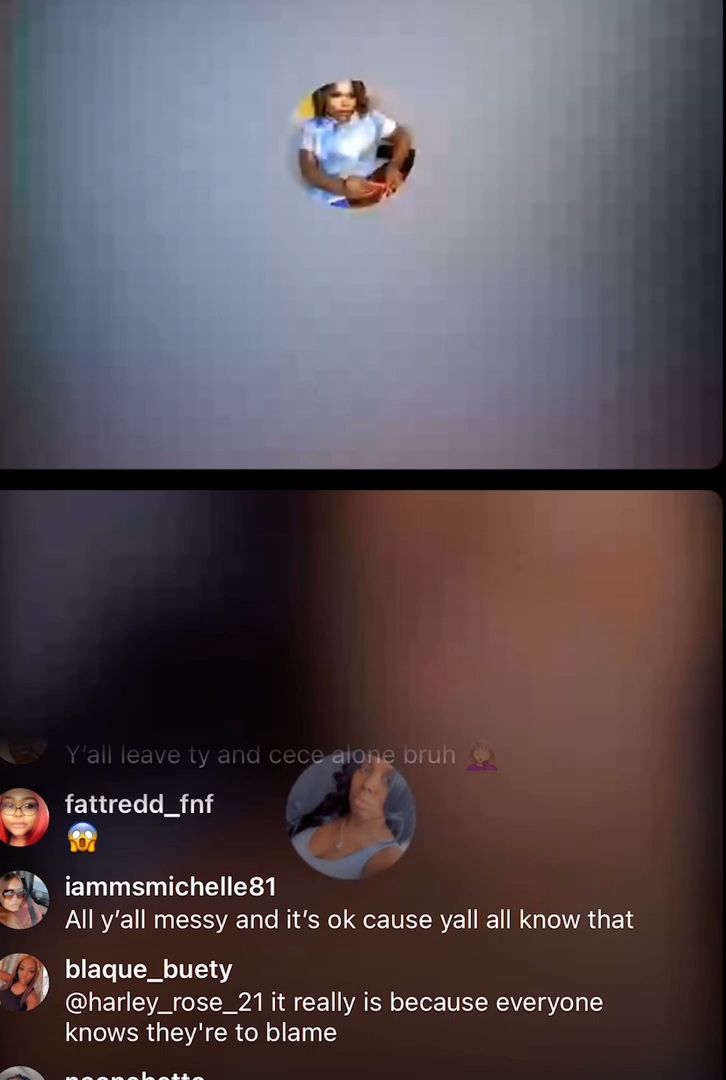 Y'all leave ty and cece alone bruh 🤦🏽‍♀️
fattredd_fnf
😱
iammsmichelle81
All y'all messy and it's ok cause yall all know that
blaque_buety
@harley_rose_21 it really is because everyone
knows they're to blame